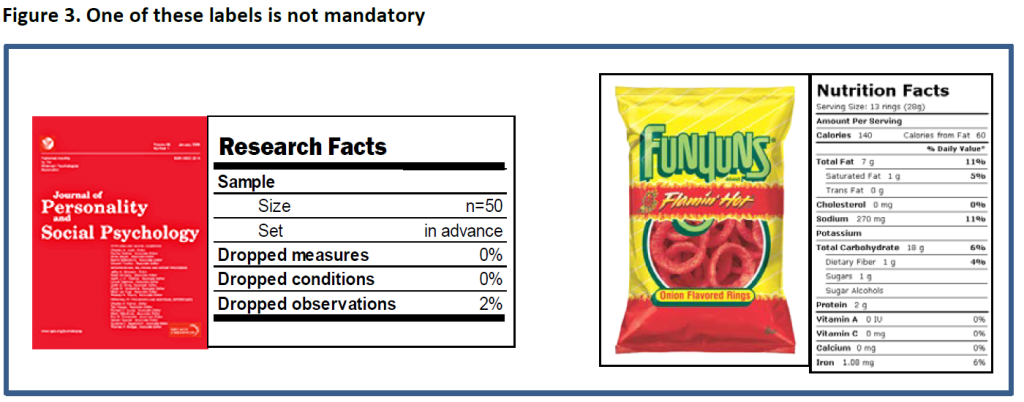 Figure 3. One of these labels is not mandatory
Journal of
Personality
and
Social Psychology
Research Facts
Sample
Size n=50
Set in advance
Dropped measures 0%
Dropped conditions 0%
Dropped observations 2%
FUNYUNS
Flamin' Hot
Onion Flavored Rings
Nutrition Facts
Serving Size: 13 rings (28g)
Amount Per Serving
Calories 140 Calories from Fat 60
% Daily Value*
Total Fat 7 g 11%
Saturated Fat 1 g 5%
Trans Fat 0 g
Cholesterol 0 mg 0%
Sodium 270 mg 11%
Potassium
Total Carbohydrate 18 g 6%
Dietary Fiber 1 g 4%
Sugars 1 g
Sugar Alcohols
Protein 2 g
Vitamin A 0 IU 0%
Vitamin C 0 mg 0%
Calcium 0 mg 0%
Iron 1.08 mg 6%